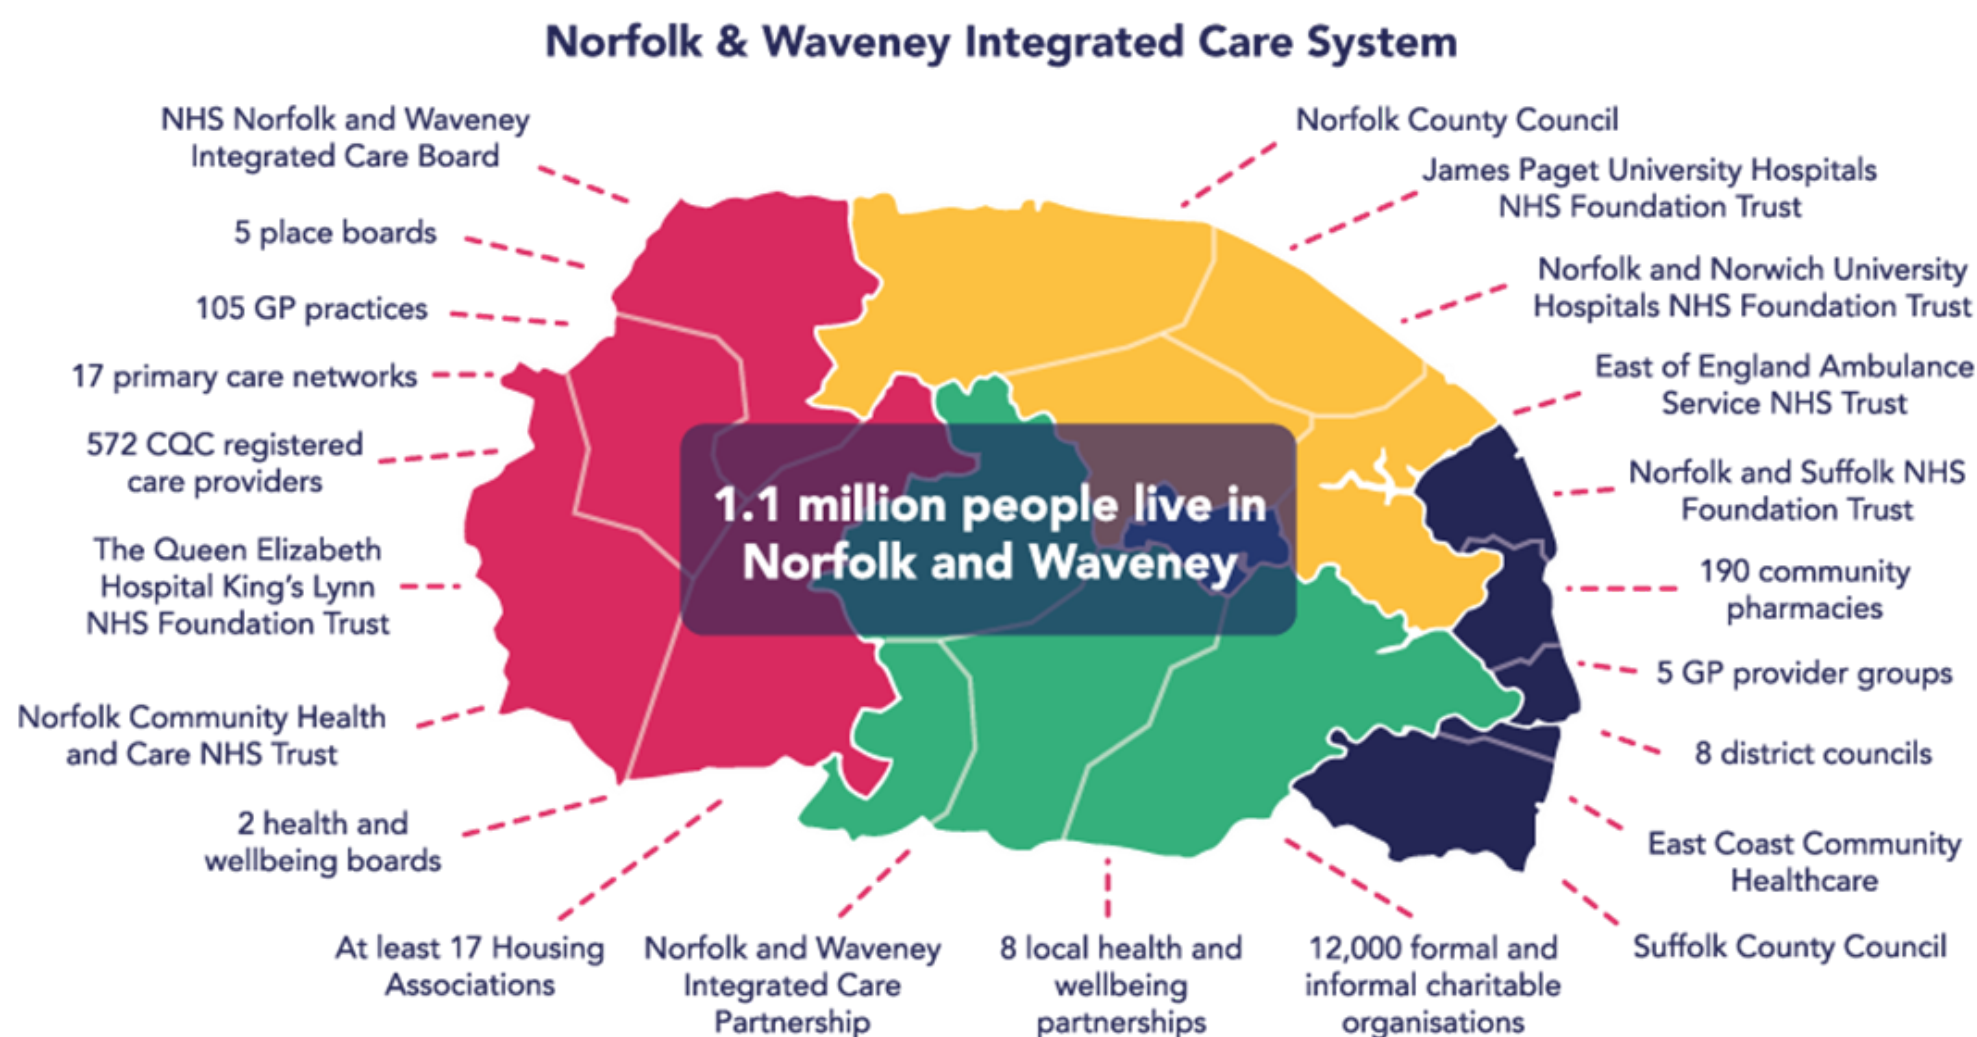 Norfolk & Waveney Integrated Care System
NHS Norfolk and Waveney
Integrated Care Board
5 place boards
105 GP practices
17 primary care networks
572 CQC registered
care providers
The Queen Elizabeth
Hospital King's Lynn
NHS Foundation Trust
Norfolk Community Health
and Care NHS Trust
2 health and
wellbeing boards
At least 17 Housing
Associations
Norfolk and Waveney
Integrated Care
Partnership
8 local health and
wellbeing
partnerships
12,000 formal and
informal charitable
organisations
Norfolk County Council
James Paget University Hospitals
NHS Foundation Trust
Norfolk and Norwich University
Hospitals NHS Foundation Trust
East of England Ambulance
Service NHS Trust
Norfolk and Suffolk NHS
Foundation Trust
190 community
pharmacies
5 GP provider groups
8 district councils
East Coast Community
Healthcare
Suffolk County Council
1.1 million people live in
Norfolk and Waveney